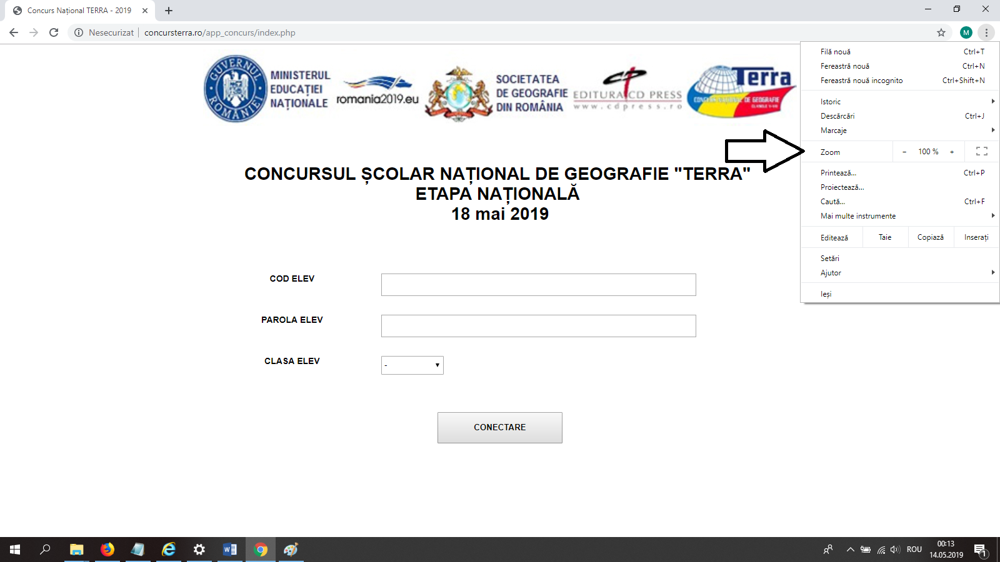 Concurs Național TERRA - 2019
Nesecurizat
concursterra.ro/app_concurs/index.php
M
GUVERNUL ROMÂNIEI
MINISTERUL
EDUCAȚIEI
NAȚIONALE
romania2019.eu
SOCIETATEA
DE GEOGRAFIE
DIN ROMÂNIA
EDITURA CD PRESS
www.cdpress.ro
Terra
CONCURSUL ȘCOLAR NAȚIONAL DE GEOGRAFIE "TERRA"
ETAPA NAȚIONALĂ
18 mai 2019
COD ELEV
PAROLA ELEV
CLASA ELEV
-
CONECTARE
Filă nouă Ctrl+T
Fereastră nouă Ctrl+N
Fereastră nouă incognito Ctrl+Shift+N
Istoric
Descărcări Ctrl+J
Marcaje
Zoom - 100 % +
Printează... Ctrl+P
Proiectează...
Caută... Ctrl+F
Mai multe instrumente
Editează Taie Copiază Inserați
Setări
Ajutor
Ieși
ROU
00:13
14.05.2019
1